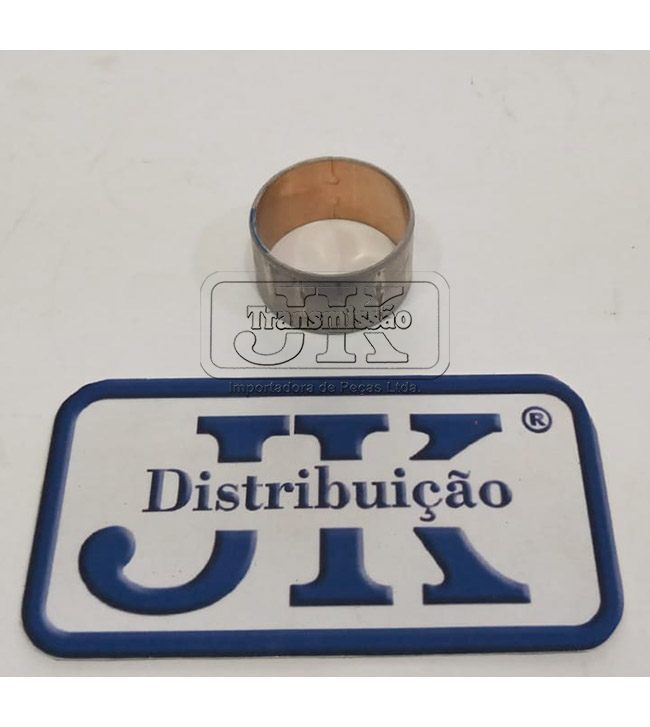 JK
Transmissão
Importadora de Peças Ltda.
JK ®
Distribuição